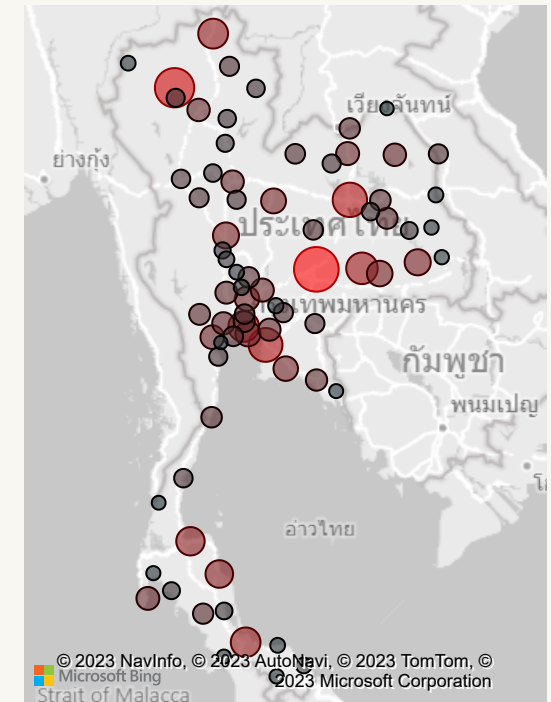 เวียงจันทน์
ย่างกุ้ง
ประเทศไทย
กรุงเทพมหานคร
กัมพูชา
พนมเปญ
อ่าวไทย
© 2023 NavInfo, © 2023 AutoNavi, © 2023 TomTom, ©
Microsoft Bing
2023 Microsoft Corporation
Strait of Malacca